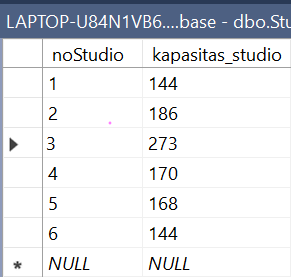 LAPTOP-U84N1VB6....base - dbo.Stu
noStudio kapasitas_studio
1 144
2 186
3 273
4 170
5 168
6 144
* NULL NULL